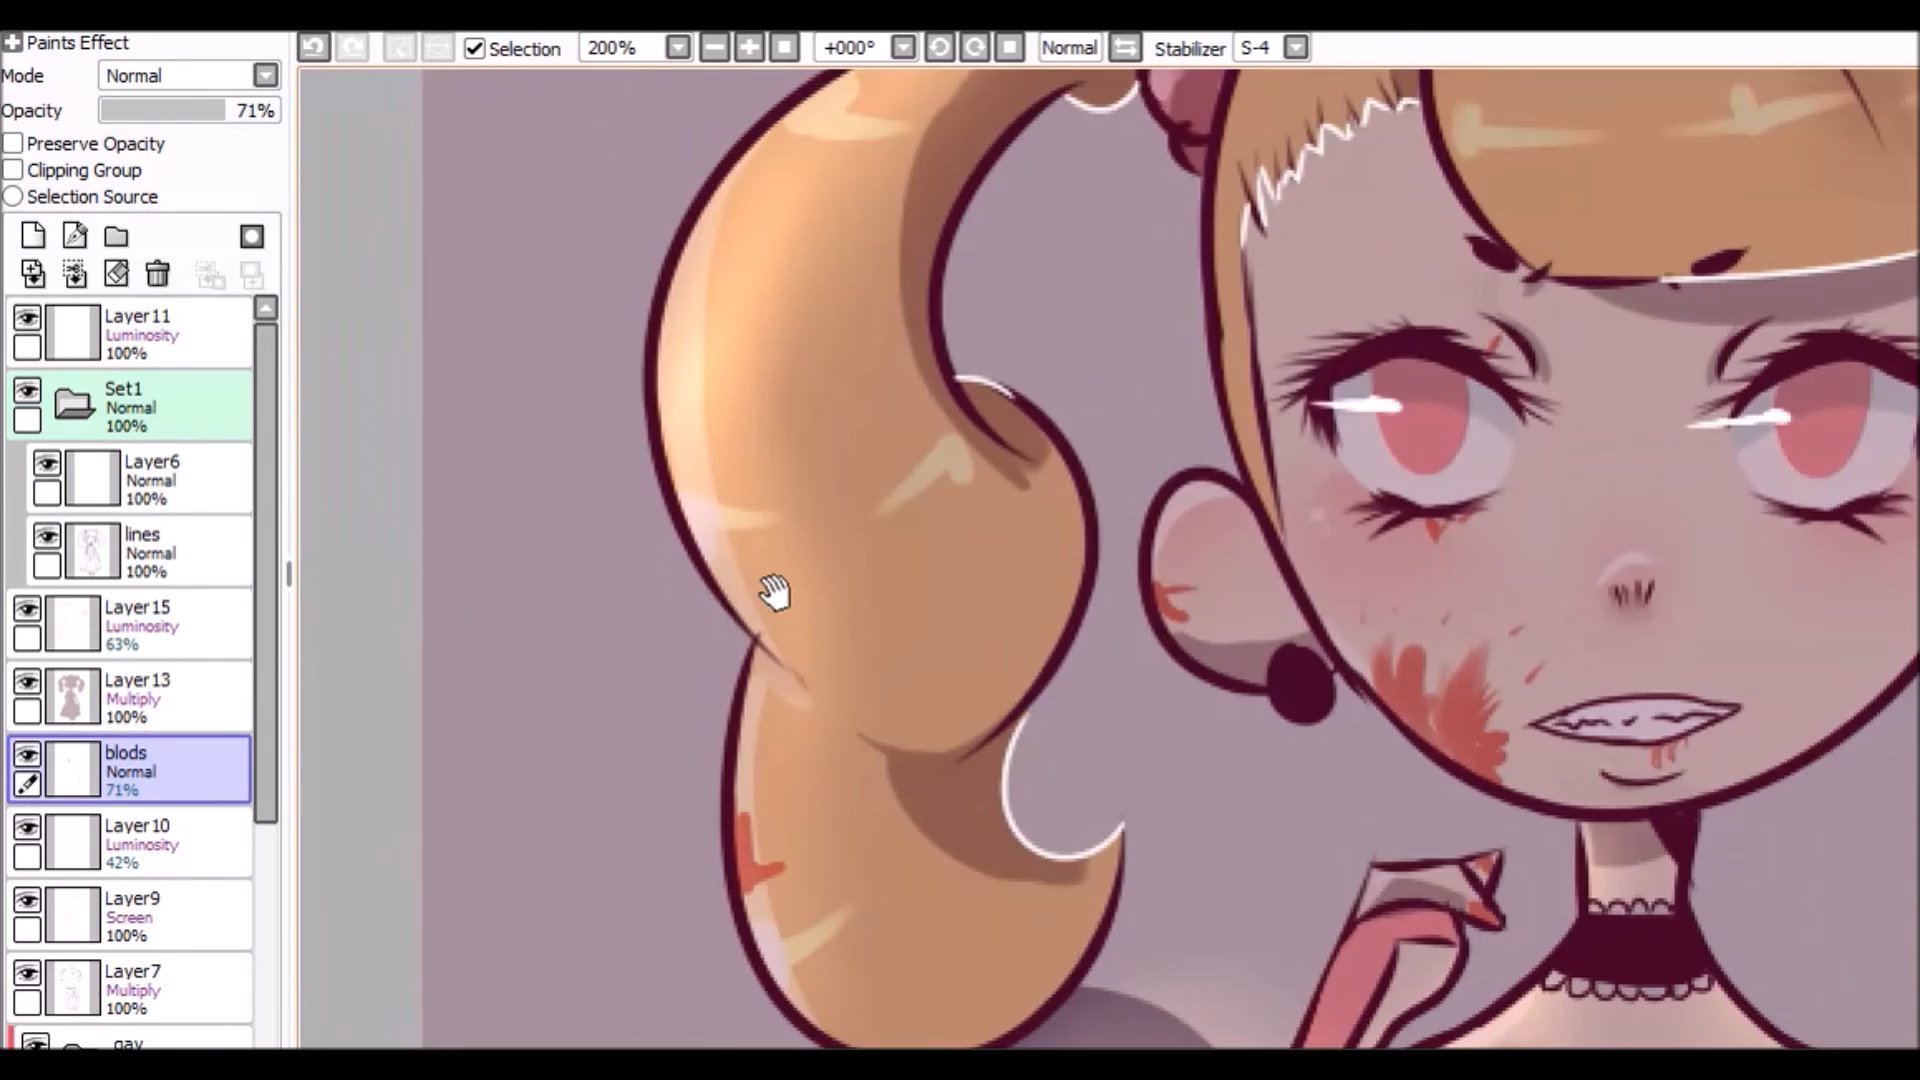 Paints Effect
Mode Normal
Opacity 71%
Preserve Opacity
Clipping Group
Selection Source
Selection 200% +000° Normal Stabilizer S-4
Layer11
Luminosity
100%
Set1
Normal
100%
Layer6
Normal
100%
lines
Normal
100%
Layer15
Luminosity
63%
Layer13
Multiply
100%
blods
Normal
71%
Layer10
Luminosity
42%
Layer9
Screen
100%
Layer7
Multiply
100%